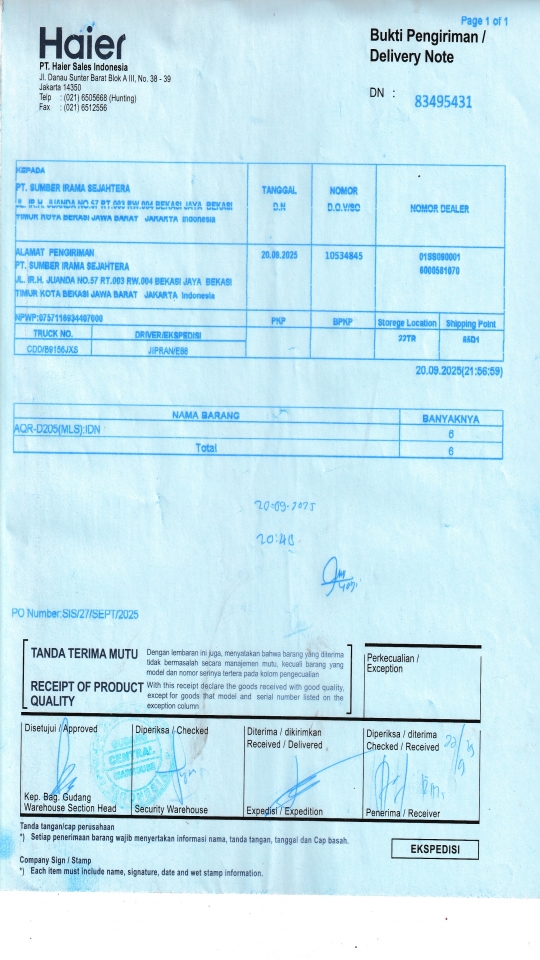 Page 1 of 1
Haier
PT. Haier Sales Indonesia
Jl. Danau Sunter Barat Blok A III, No. 38 - 39
Jakarta 14350
Telp : (021) 6505668 (Hunting)
Fax : (021) 6512556
Bukti Pengiriman /
Delivery Note
DN : 83495431
KEPADA
PT. SUMBER IRAMA SEJAHTERA
JL. IR.H. JUANDA NO.57 RT.003 RW.004 BEKASI JAYA BEKASI
TIMUR KOTA BEKASI JAWA BARAT JAKARTA Indonesia
TANGGAL
D.N
NOMOR
D.O.V/SO
NOMOR DEALER
ALAMAT PENGIRIMAN
PT. SUMBER IRAMA SEJAHTERA
JL. IR.H. JUANDA NO.57 RT.003 RW.004 BEKASI JAYA BEKASI
TIMUR KOTA BEKASI JAWA BARAT JAKARTA Indonesia
20.09.2025
10534845
NPWP:
PKP
BPKP
Storege Location
Shipping Point
TRUCK NO.
DRIVER/EKSPEDISI
22TR
CDD/B9156JXS
20.09.2025(21:56:59)
NAMA BARANG
BANYAKNYA
AQR-D205(MLS):IDN
6
Total
6
20-09-2025
PO Number:SIS/27/SEPT/2025
TANDA TERIMA MUTU
Dengan lembaran ini juga, menyatakan bahwa barang yang diterima
tidak bermasalah secara manajemen mutu, kecuali barang yang
model dan nomor serinya tertera pada kolom pengecualian
RECEIPT OF PRODUCT
QUALITY
With this receipt declare the goods received with good quality,
except for goods that model and serial number listed on the
exception column
Perkecualian /
Exception
Disetujui / Approved
Kep. Bag. Gudang
Warehouse Section Head
CENTRAL
Diperiksa / Checked
Security Warehouse
Diterima / dikirimkan
Received / Delivered
Expedisi / Expedition
Diperiksa / diterima
Checked / Received
Penerima / Receiver
Tanda tangan/cap perusahaan
*) Setiap penerimaan barang wajib menyertakan informasi nama, tanda tangan, tanggal dan Cap basah.
EKSPEDISI
Company Sign / Stamp
*) Each item must include name, signature, date and wet stamp information.